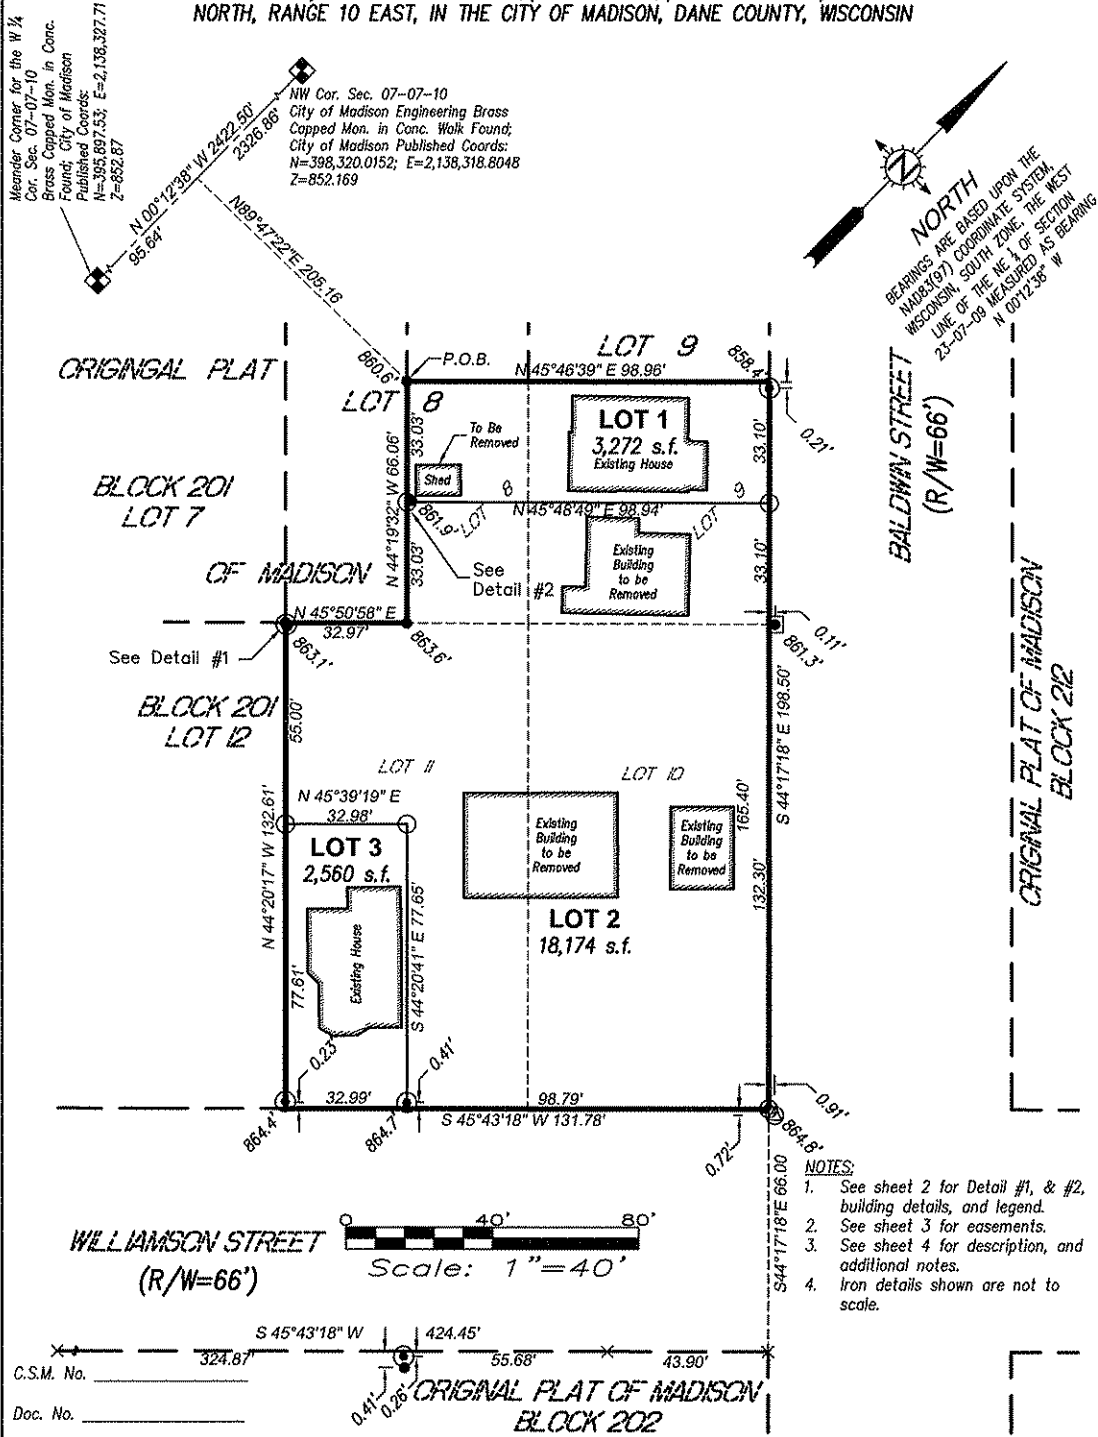 NORTH, RANGE 10 EAST, IN THE CITY OF MADISON, DANE COUNTY, WISCONSIN
Meander Corner for the W ¼
Cor. Sec. 07-07-10
Brass Capped Mon. in Conc.
Found; City of Madison
Published Coords:
N=395,897.53; E=2,138,327.71
Z=852.87
NW Cor. Sec. 07-07-10
City of Madison Engineering Brass
Capped Mon. in Conc. Walk Found;
City of Madison Published Coords:
N=398,320.0152; E=2,138,318.8048
Z=852.169
N 00°12'38" W 2422.50'
2326.86'
95.64'
N89°47'22"E 205.16
N
NORTH
BEARINGS ARE BASED UPON THE
NAD83(97) COORDINATE SYSTEM,
WISCONSIN, SOUTH ZONE, THE WEST
LINE OF THE NE ¼ OF SECTION
23-07-09 MEASURED AS BEARING
N 00°12'38" W
ORIGINGAL PLAT
860.6'
P.O.B.
LOT 9
N 45°46'39" E 98.96'
858.4'
LOT 8
0.21'
BALDWIN STREET
(R/W=66')
To Be
Removed
Shed
LOT 1
3,272 s.f.
Existing House
33.03'
N 44°19'32" W 66.06'
33.10'
BLOCK 201
LOT 7
861.9'
LOT 8
N 45°48'49" E 98.94'
LOT 9
See
Detail #2
33.03'
Existing
Building
to be
Removed
33.10'
OF MADISON
N 45°50'58" E
32.97'
863.1'
863.6'
0.11'
861.3'
See Detail #1
BLOCK 201
LOT 12
55.00'
ORIGINAL PLAT OF MADISON
BLOCK 212
LOT 11
LOT 10
S 44°17'18" E 198.50'
165.40'
132.30'
N 45°39'19" E
32.98'
N 44°20'17" W 132.61'
LOT 3
2,560 s.f.
Existing House
77.61'
S 44°20'41" E 77.65'
Existing
Building
to be
Removed
Existing
Building
to be
Removed
LOT 2
18,174 s.f.
0.23'
0.41'
32.99'
98.79'
S 45°43'18" W 131.78'
864.4'
864.7'
0.72'
0.91'
864.8'
S44°17'18"E 66.00
NOTES:
1. See sheet 2 for Detail #1, & #2,
building details, and legend.
2. See sheet 3 for easements.
3. See sheet 4 for description, and
additional notes.
4. Iron details shown are not to
scale.
WILLIAMSON STREET
(R/W=66')
0 40' 80'
Scale: 1"=40'
S 45°43'18" W 424.45'
324.87'
55.68'
43.90'
0.41'
0.26'
C.S.M. No.
Doc. No.
ORIGINAL PLAT OF MADISON
BLOCK 202